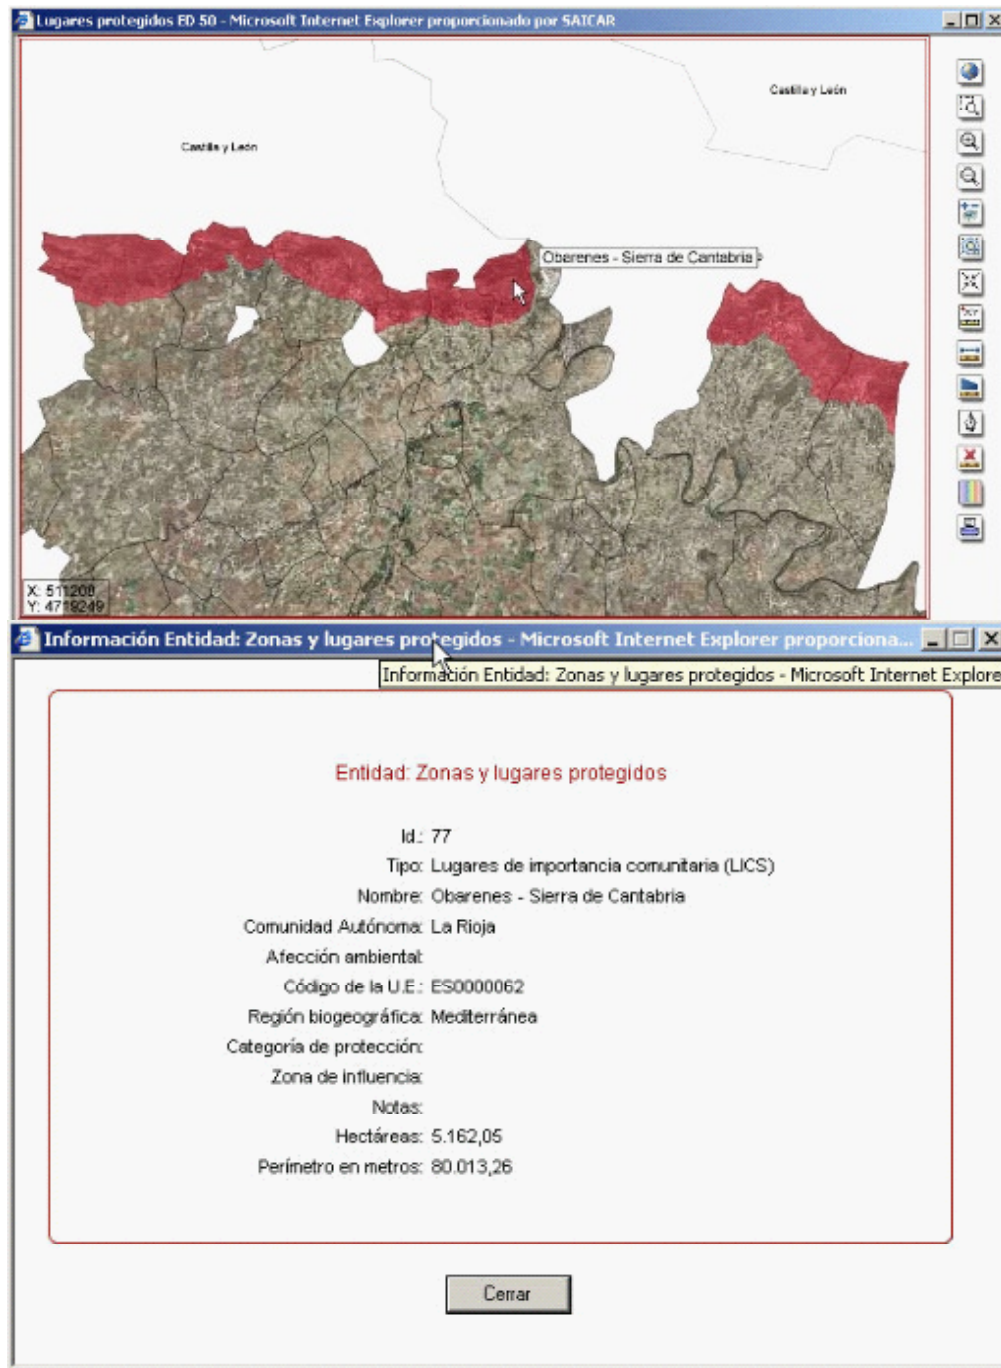 Lugares protegidos ED 50 - Microsoft Internet Explorer proporcionado por SAICAR
Castilla y León
Castilla y León
Obarenes - Sierra de Cantabria
X: 511208
Y: 4719249
Información Entidad: Zonas y lugares protegidos - Microsoft Internet Explorer proporciona...
Información Entidad: Zonas y lugares protegidos - Microsoft Internet Explore
Entidad: Zonas y lugares protegidos
Id.: 77
Tipo: Lugares de importancia comunitaria (LICS)
Nombre: Obarenes - Sierra de Cantabria
Comunidad Autónoma: La Rioja
Afección ambiental:
Código de la U.E.: ES0000062
Región biogeográfica: Mediterránea
Categoría de protección:
Zona de influencia:
Notas:
Hectáreas: 5.162,05
Perímetro en metros: 80.013,26
Cerrar